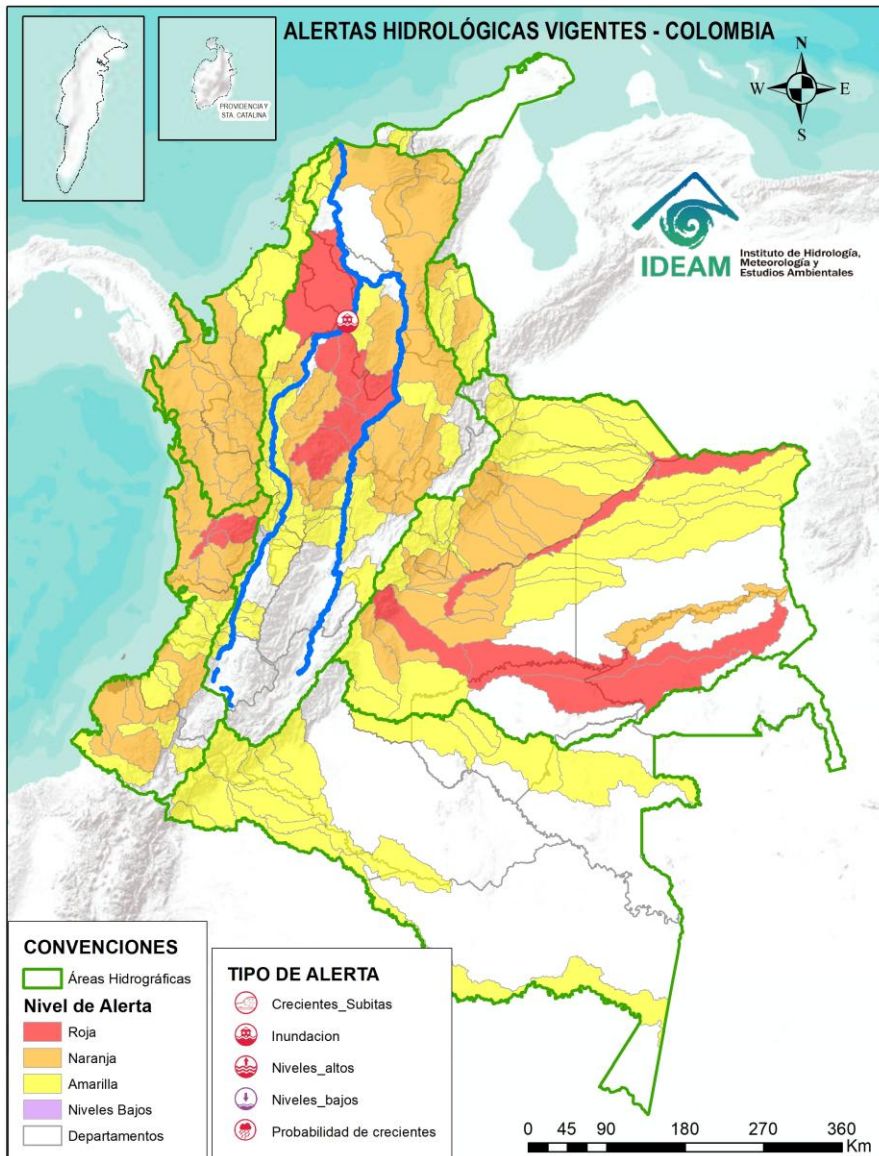 ALERTAS HIDROLÓGICAS VIGENTES - COLOMBIA
PROVIDENCIA Y
STA. CATALINA
N
W
E
S
IDEAM
Instituto de Hidrología,
Meteorología y
Estudios Ambientales
CONVENCIONES
Áreas Hidrográficas
Nivel de Alerta
Roja
Naranja
Amarilla
Niveles Bajos
Departamentos
TIPO DE ALERTA
Crecientes_Subitas
Inundacion
Niveles_altos
Niveles_bajos
Probabilidad de crecientes
0 45 90 180 270 360
Km